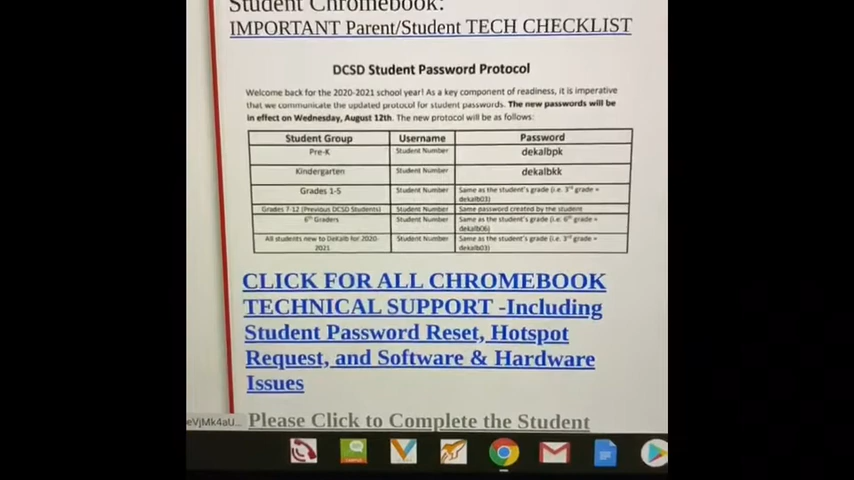 Student Chromebook:
IMPORTANT Parent/Student TECH CHECKLIST
DCSD Student Password Protocol
Welcome back for the 2020-2021 school year! As a key component of readiness, it is imperative
that we communicate the updated protocol for student passwords. The new passwords will be
in effect on Wednesday, August 12th. The new protocol will be as follows:
Student Group Username Password
Pre-K Student Number dekalbpk
Kindergarten Student Number dekalbkk
Grades 1-5 Student Number Same as the student's grade (i.e. 3rd grade =
dekalb03)
Grades 7-12 (Previous DCSD Students) Student Number Same password created by the student
6th Graders Student Number Same as the student's grade (i.e. 6th grade =
dekalb06)
All students new to DeKalb for 2020- Student Number Same as the student's grade (i.e. 3rd grade =
2021 dekalb03)
CLICK FOR ALL CHROMEBOOK
TECHNICAL SUPPORT -Including
Student Password Reset, Hotspot
Request, and Software & Hardware
Issues
eVjMk4aU... Please Click to Complete the Student